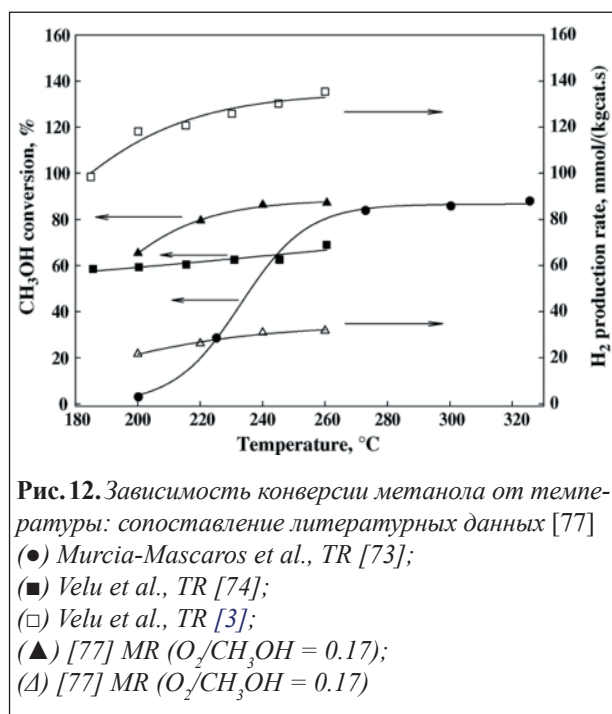 160
140
120
100
80
60
40
20
0
CH₃OH conversion, %
160
140
120
100
80
60
40
20
0
H₂ production rate, mmol/(kgcat.s)
180 200 220 240 260 280 300 320
Temperature, °C
Рис.12. Зависимость конверсии метанола от темпе-
ратуры: сопоставление литературных данных [77]
(●) Murcia-Mascaros et al., TR [73];
(■) Velu et al., TR [74];
(□) Velu et al., TR [3];
(▲) [77] MR (O₂/CH₃OH = 0.17);
(Δ) [77] MR (O₂/CH₃OH = 0.17)